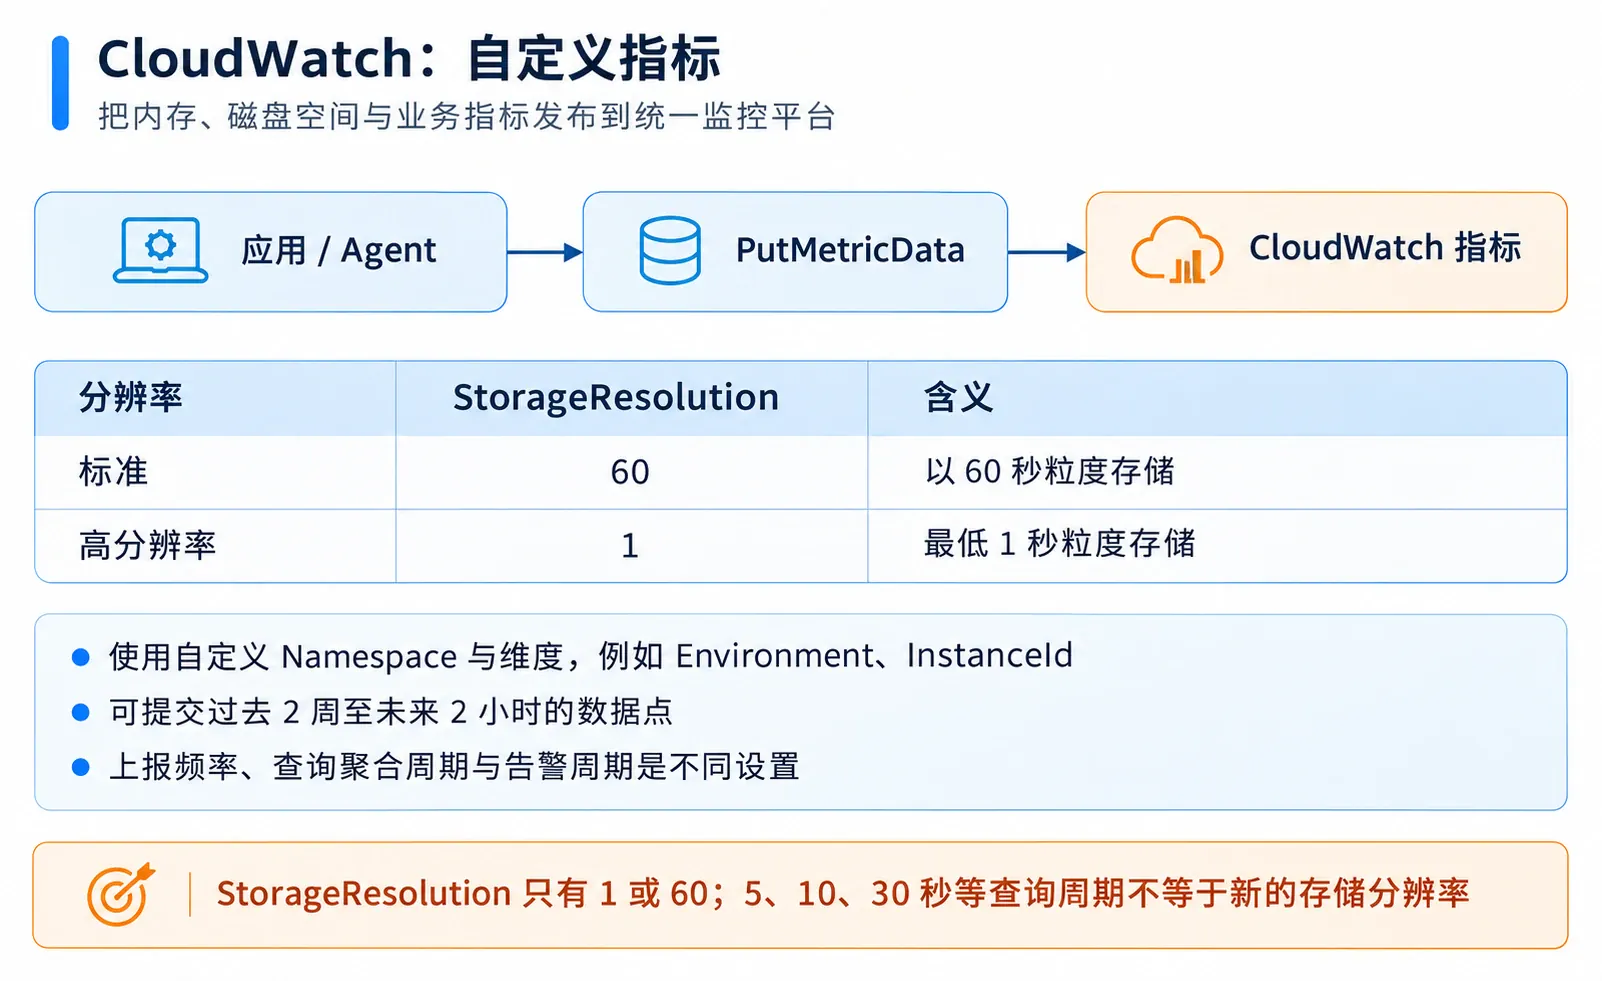 CloudWatch：自定义指标
把内存、磁盘空间与业务指标发布到统一监控平台
应用 / Agent
PutMetricData
CloudWatch 指标
分辨率 StorageResolution 含义
标准 60 以 60 秒粒度存储
高分辨率 1 最低 1 秒粒度存储
使用自定义 Namespace 与维度，例如 Environment、InstanceId
可提交过去 2 周至未来 2 小时的数据点
上报频率、查询聚合周期与告警周期是不同设置
StorageResolution 只有 1 或 60；5、10、30 秒等查询周期不等于新的存储分辨率